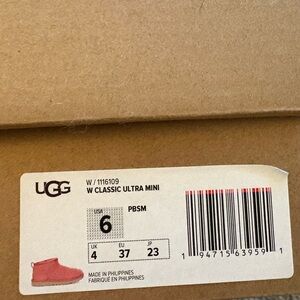 UGG
W / 1116109
W CLASSIC ULTRA MINI
USA PBSM
6
UK EU JP
4 37 23
1 94715 63959 1
MADE IN PHILIPPINES
FABRIQUÉ EN PHILIPPINES